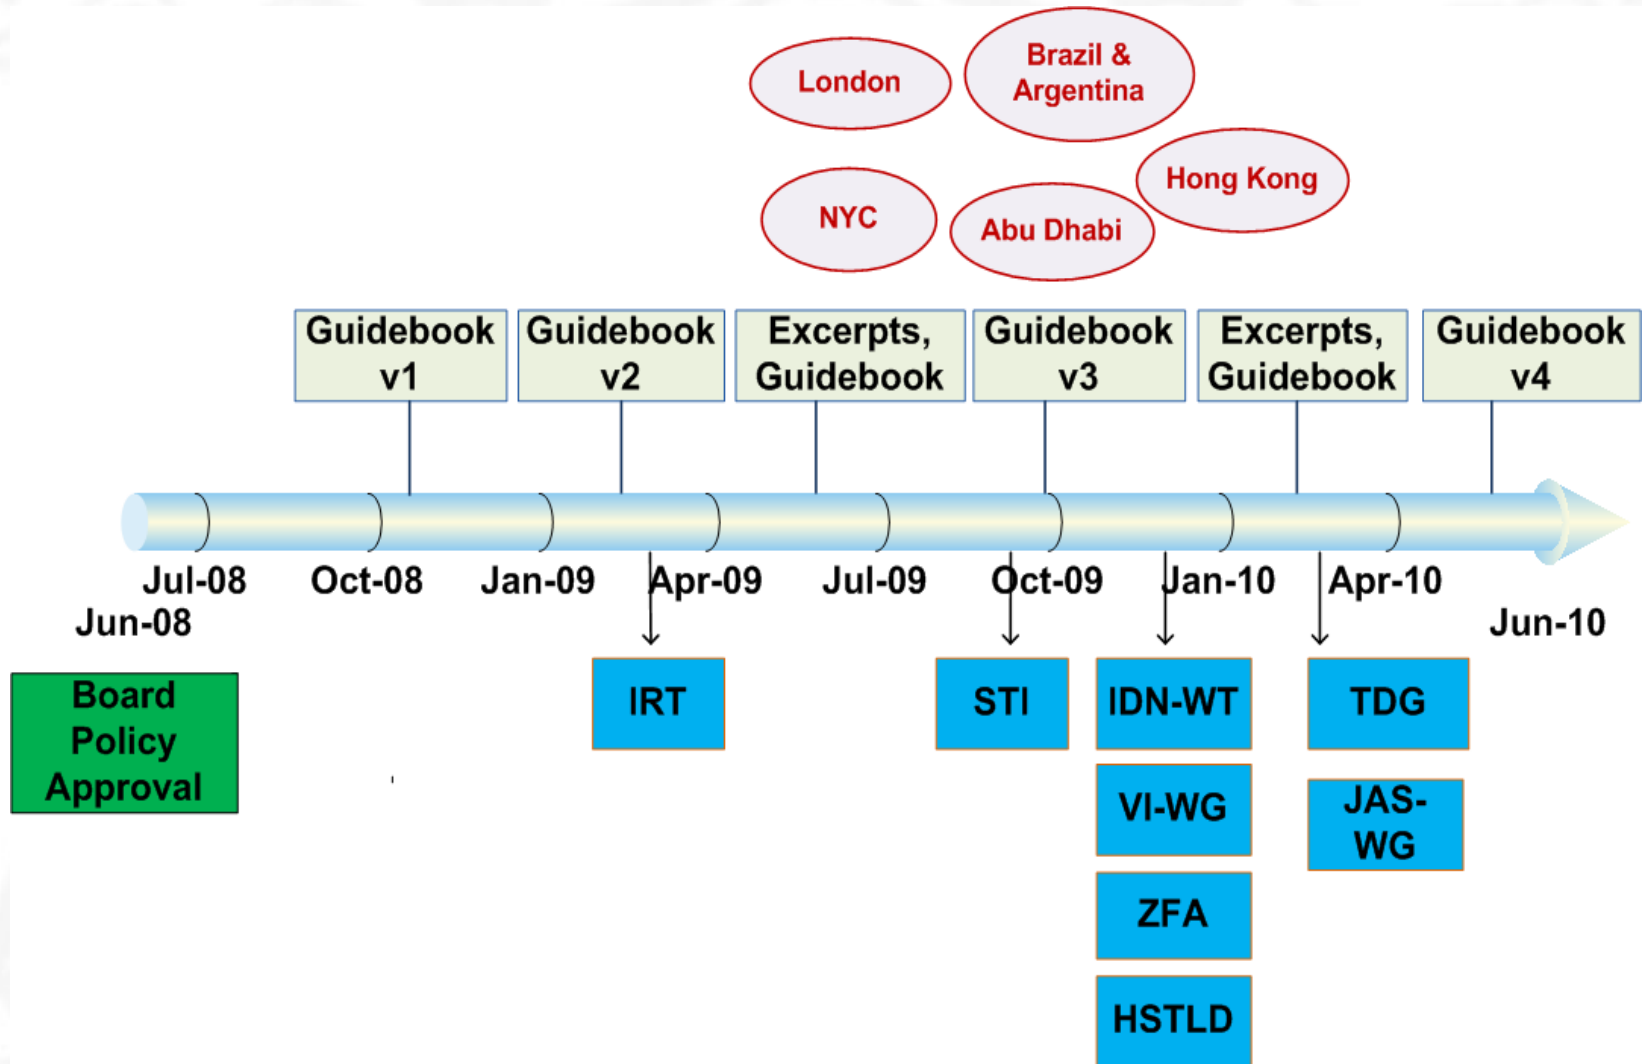 London
Brazil &
Argentina
Hong Kong
NYC
Abu Dhabi
Guidebook
v1
Guidebook
v2
Excerpts,
Guidebook
Guidebook
v3
Excerpts,
Guidebook
Guidebook
v4
Jul-08
Oct-08
Jan-09
Apr-09
Jul-09
Oct-09
Jan-10
Apr-10
Jun-08
Jun-10
Board
Policy
Approval
IRT
STI
IDN-WT
TDG
VI-WG
JAS-
WG
ZFA
HSTLD